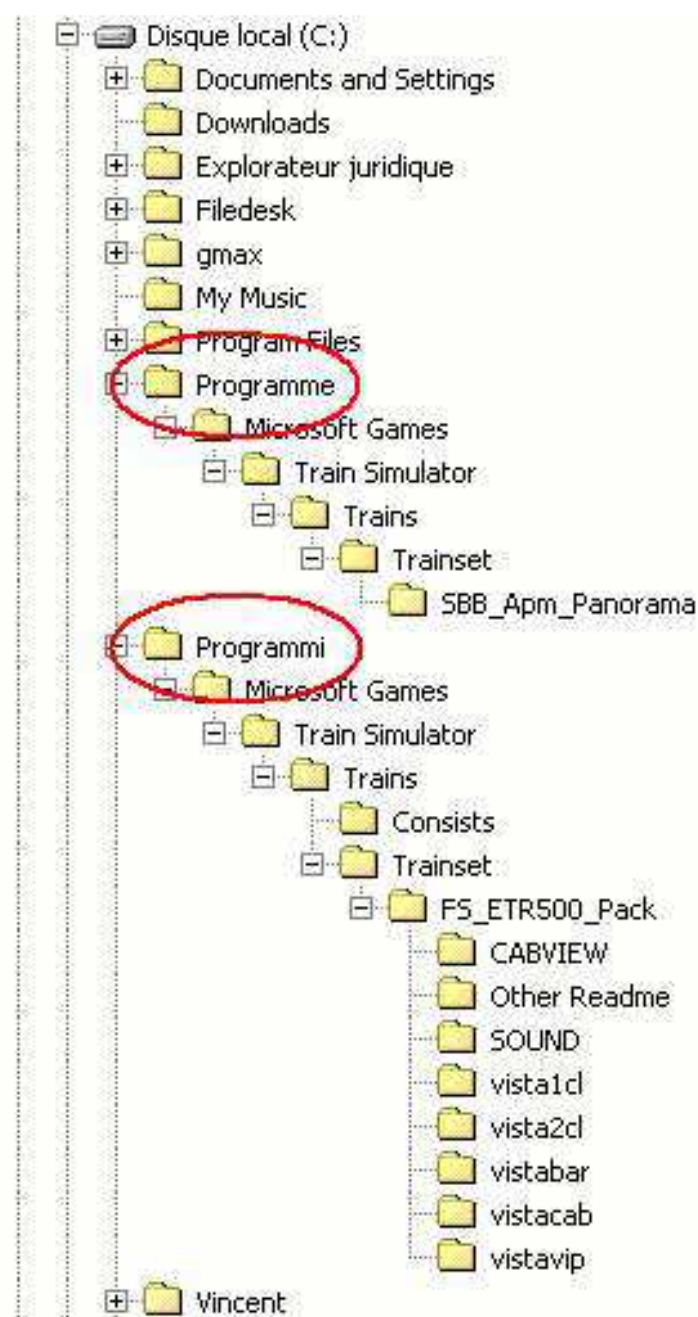 Disque local (C:)
Documents and Settings
Downloads
Explorateur juridique
Filedesk
gmax
My Music
Program Files
Programme
Microsoft Games
Train Simulator
Trains
Trainset
SBB_Apm_Panorama
Programmi
Microsoft Games
Train Simulator
Trains
Consists
Trainset
FS_ETR500_Pack
CABVIEW
Other Readme
SOUND
vista1cl
vista2cl
vistabar
vistacab
vistavip
Vincent